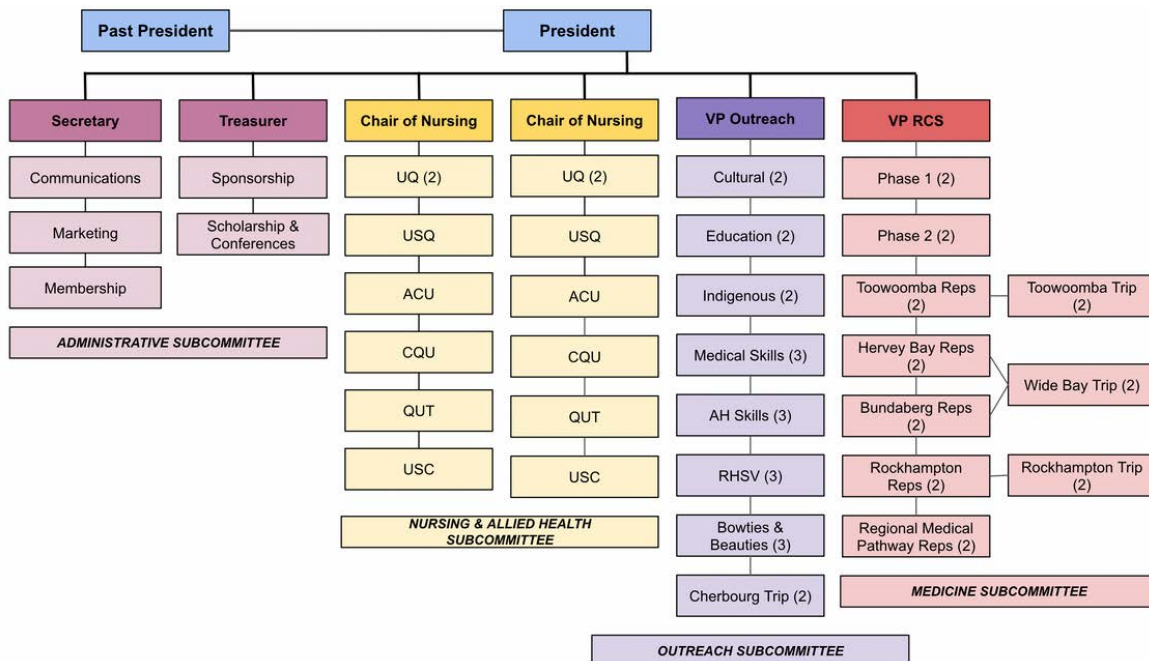 Past President
President
Secretary
Communications
Marketing
Membership
Treasurer
Sponsorship
Scholarship &
Conferences
ADMINISTRATIVE SUBCOMMITTEE
Chair of Nursing
UQ (2)
USQ
ACU
CQU
QUT
USC
Chair of Nursing
UQ (2)
USQ
ACU
CQU
QUT
USC
NURSING & ALLIED HEALTH
SUBCOMMITTEE
VP Outreach
Cultural (2)
Education (2)
Indigenous (2)
Medical Skills (3)
AH Skills (3)
RHSV (3)
Bowties &
Beauties (3)
Cherbourg Trip (2)
OUTREACH SUBCOMMITTEE
VP RCS
Phase 1 (2)
Phase 2 (2)
Toowoomba Reps
(2)
Toowoomba Trip
(2)
Hervey Bay Reps
(2)
Wide Bay Trip (2)
Bundaberg Reps
(2)
Rockhampton
Reps (2)
Rockhampton Trip
(2)
Regional Medical
Pathway Reps (2)
MEDICINE SUBCOMMITTEE